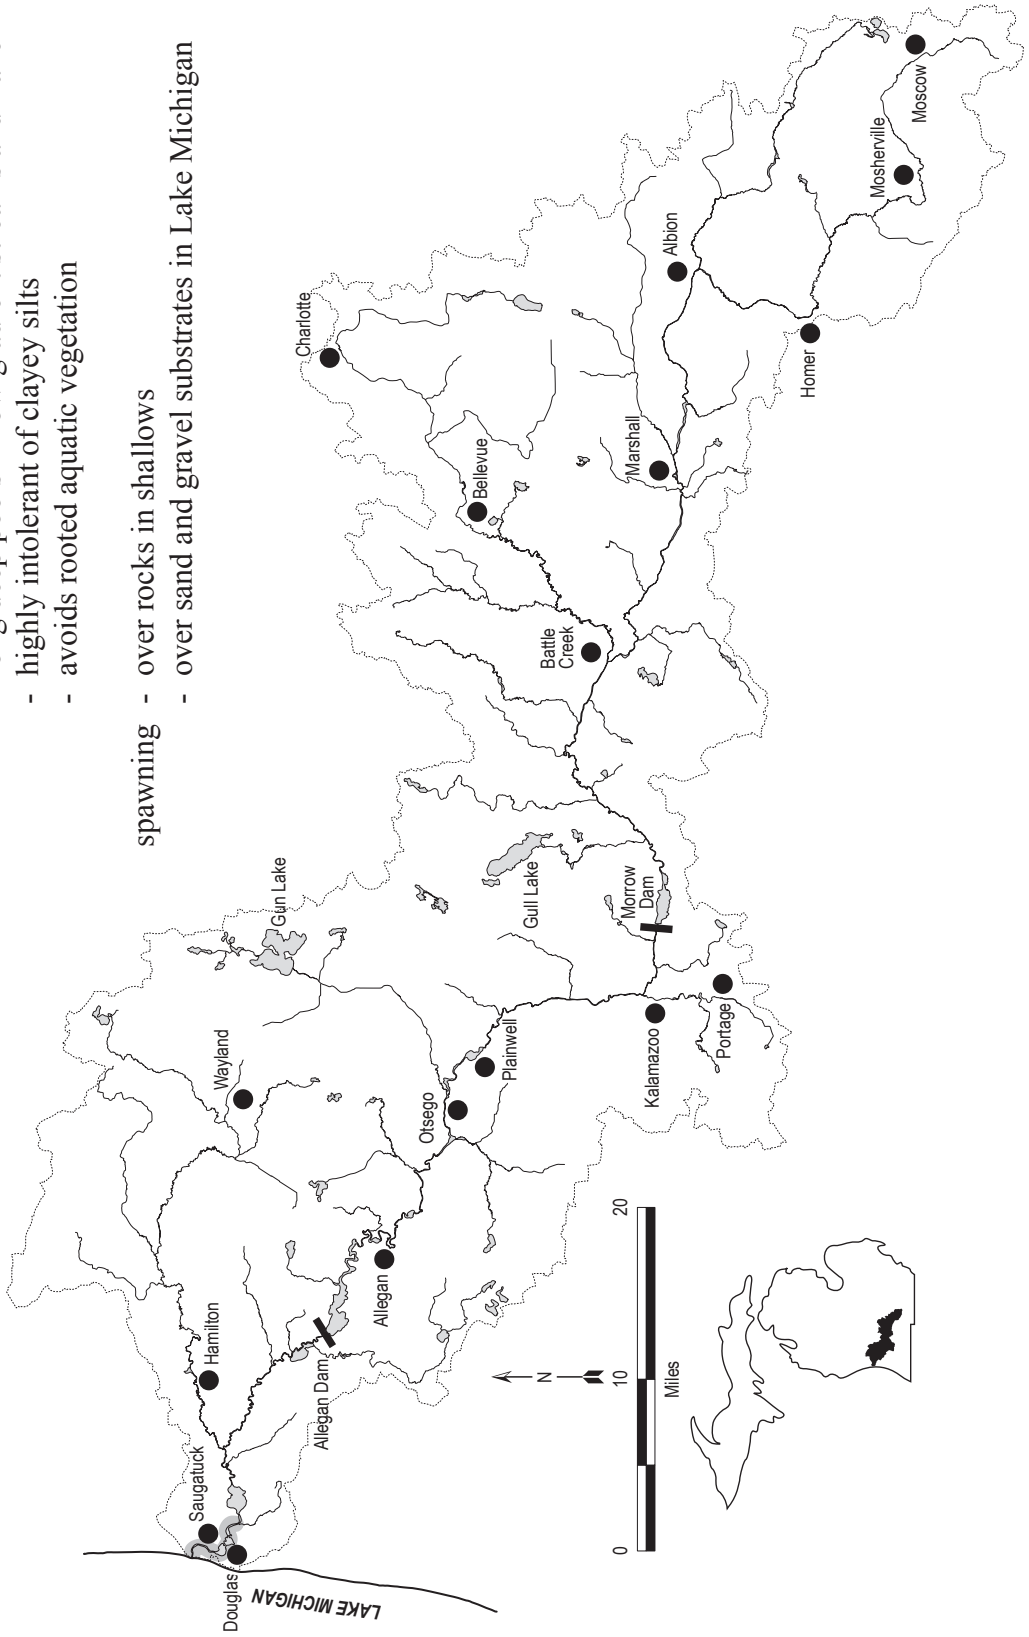 - highly intolerant of clayey silts
- avoids rooted aquatic vegetation
spawning - over rocks in shallows
- over sand and gravel substrates in Lake Michigan
Charlotte
Moscow
Mosherville
Albion
Homer
Bellevue
Marshall
Battle
Creek
Gun Lake
Gull Lake
Morrow
Dam
Wayland
Plainwell
Otsego
Kalamazoo
Portage
Hamilton
Allegan
Allegan Dam
Saugatuck
Douglas
LAKE MICHIGAN
N
0 10 20
Miles